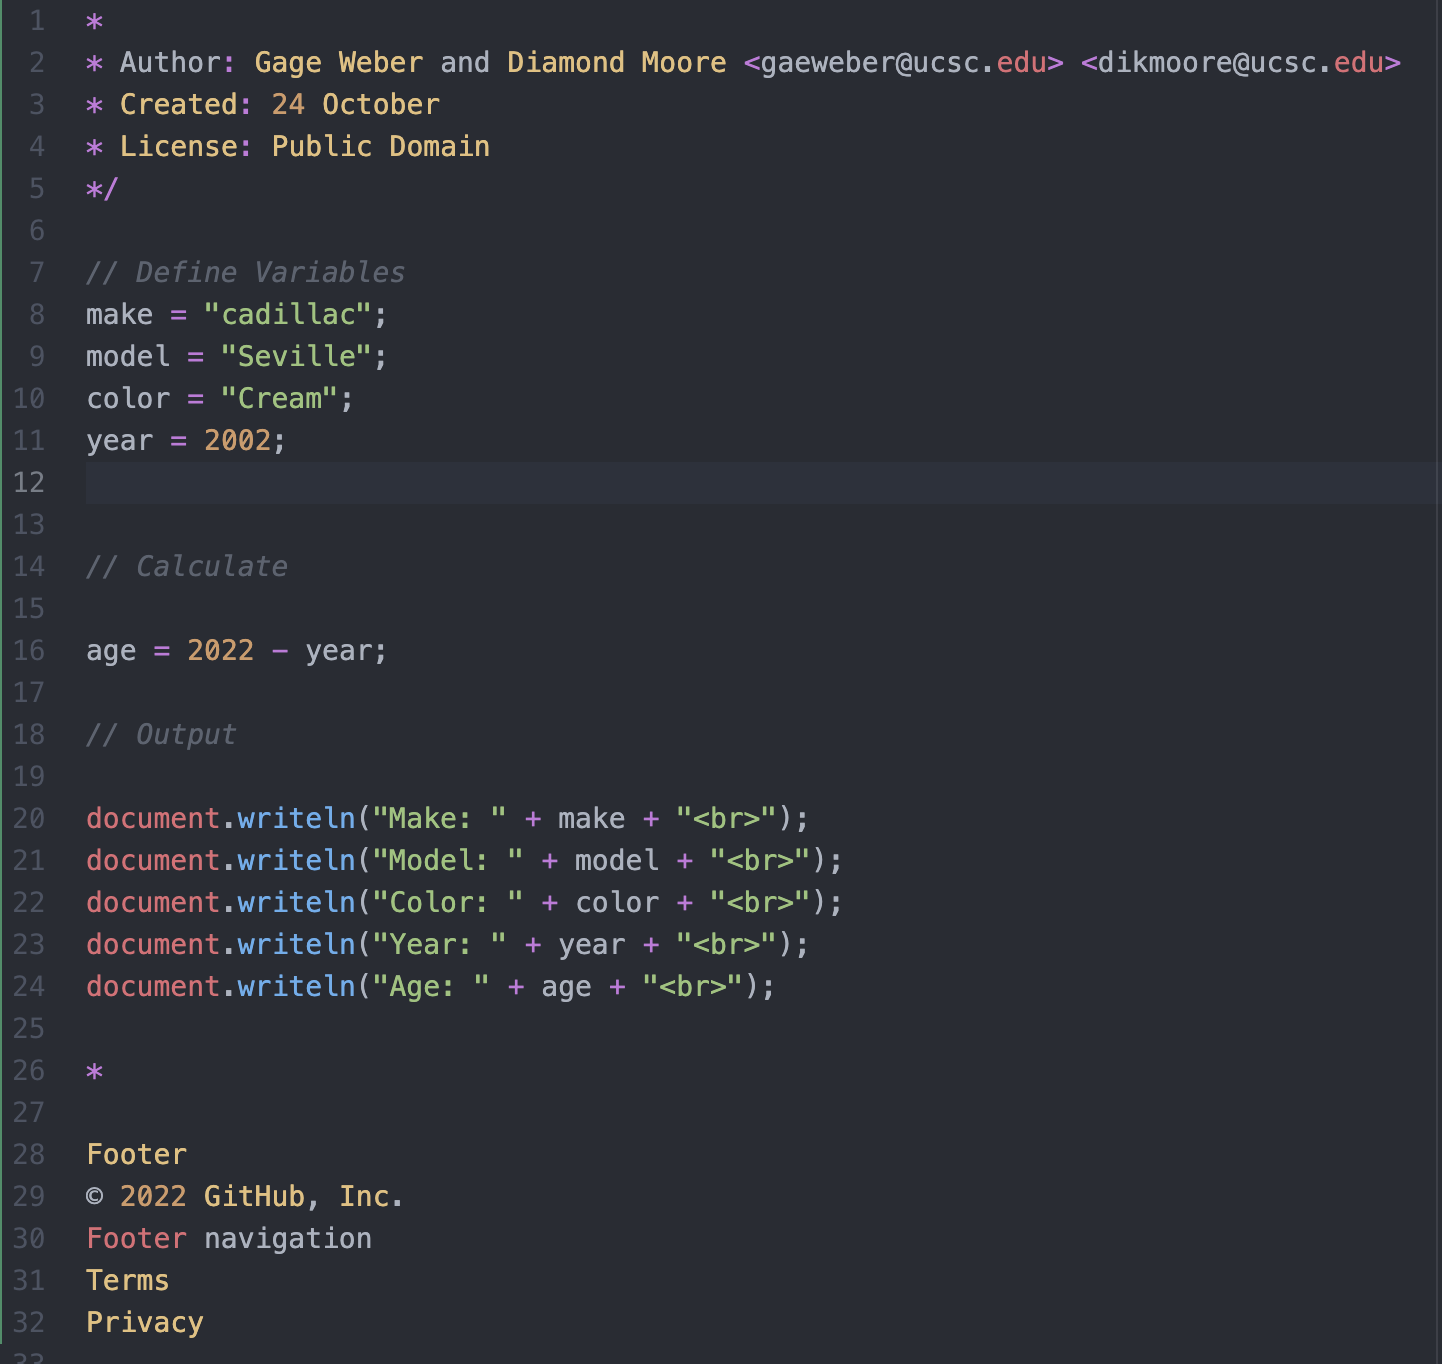 1 *
2 * Author: Gage Weber and Diamond Moore <gaeweber@ucsc.edu> <dikmoore@ucsc.edu>
3 * Created: 24 October
4 * License: Public Domain
5 */
6
7 // Define Variables
8 make = "cadillac";
9 model = "Seville";
10 color = "Cream";
11 year = 2002;
12
13
14 // Calculate
15
16 age = 2022 - year;
17
18 // Output
19
20 document.writeln("Make: " + make + "<br>");
21 document.writeln("Model: " + model + "<br>");
22 document.writeln("Color: " + color + "<br>");
23 document.writeln("Year: " + year + "<br>");
24 document.writeln("Age: " + age + "<br>");
25
26 *
27
28 Footer
29 © 2022 GitHub, Inc.
30 Footer navigation
31 Terms
32 Privacy
33